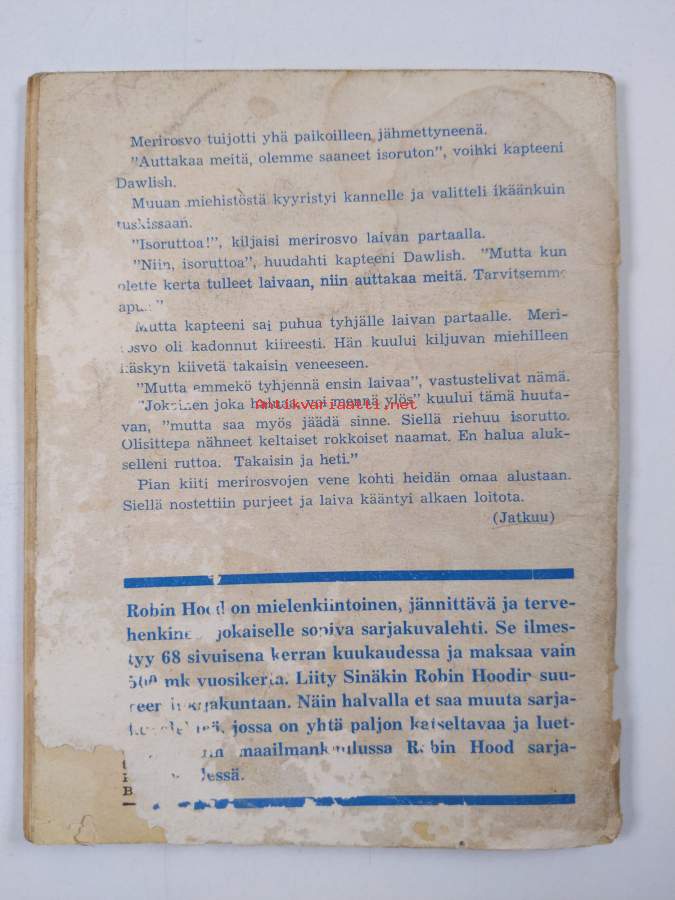 Merirosvo tuijotti yhä paikoilleen jähmettyneenä.
"Auttakaa meitä, olemme saaneet isoruton", voihki kapteeni
Dawlish.
Muuan miehistöstä kyyristyi kannelle ja valitteli ikäänkuin
tuskissaan.
"Isoruttoa!", kiljaisi merirosvo laivan partaalla.
"Niin, isoruttoa", huudahti kapteeni Dawlish. "Mutta kun
olette kerta tulleet laivaan, niin auttakaa meitä. Tarvitsemme
Mutta kapteeni sai puhua tyhjälle laivan partaalle. Meri-
rosvo oli kadonnut kiireesti. Hän kuului kiljuvan miehilleen
käskyn kiivetä takaisin veneeseen.
"Mutta emmekö tyhjennä ensin laivaa", vastustelivat nämä.
"Jokainen joka haluaa, voi mennä ylös" kuului tämä huuta-
Antikvariaatti.net
van, "mutta saa myös jäädä sinne. Siellä riehuu isorutto.
Olisittepa nähneet keltaiset rokkoiset naamat. En halua aluk-
selleni ruttoa. Takaisin ja heti."
Pian kiiti merirosvojen vene kohti heidän omaa alustaan.
Siellä nostettiin purjeet ja laiva kääntyi alkaen loitota.
(Jatkuu)
Robin Hood on mielenkiintoinen, jännittävä ja terve-
jokaiselle sopiva sarjakuvalehti. Se ilmes-
tyy 68 sivuisena kerran kuukaudessa ja maksaa vain
500 mk vuosikerta. Liity Sinäkin Robin Hoodin suu-
Näin halvalla et saa muuta sarja-
jossa on yhtä paljon katseltavaa ja luet-
maailmankuulussa Robin Hood sarja-
B